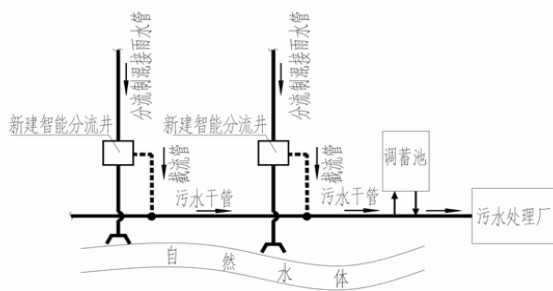 分流制混接雨水管
分流制混接雨水管
新建智能分流井
新建智能分流井
截流管
截流管
调蓄池
污水干管
污水干管
污水处理厂
自然水体